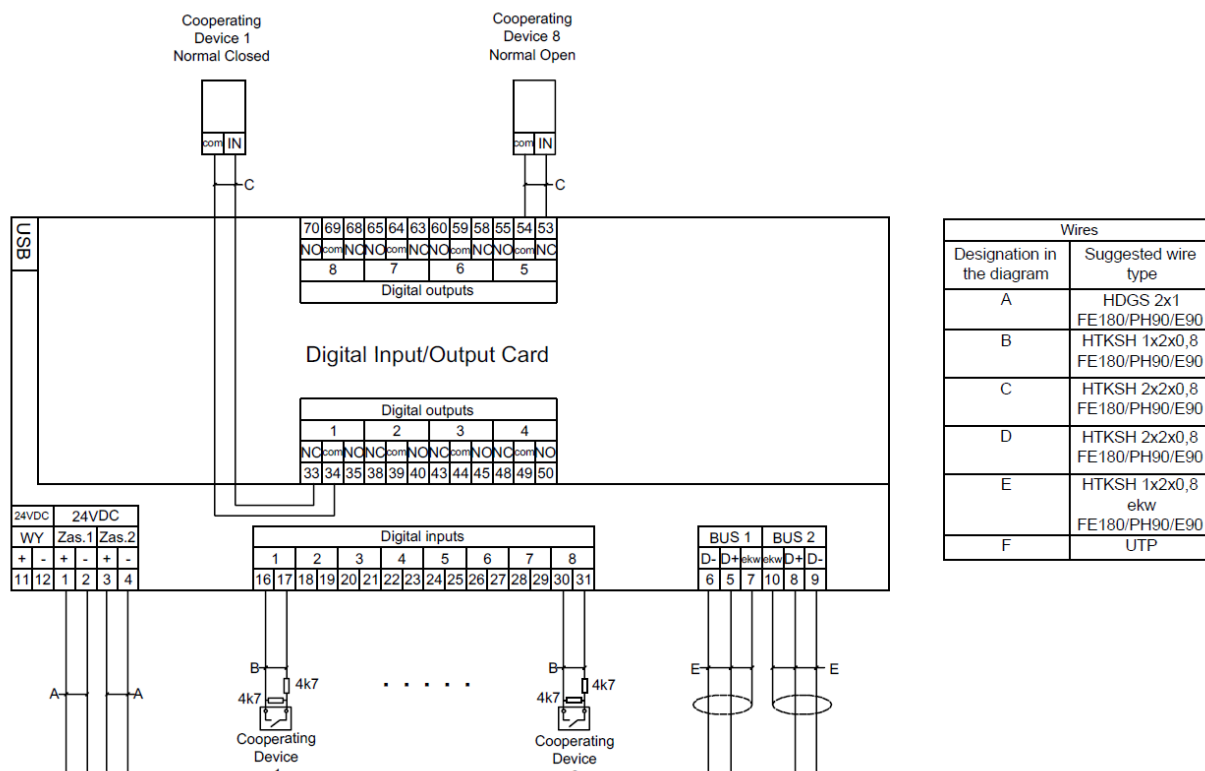 Cooperating
Device 1
Normal Closed
Cooperating
Device 8
Normal Open
com IN
com IN
C
C
USB
70 69 68 65 64 63 60 59 58 55 54 53
NO com NC NO com NC NO com NC NO com NC
8 7 6 5
Digital outputs
Digital Input/Output Card
Digital outputs
1 2 3 4
NC com NO NC com NO NC com NO NC com NO
33 34 35 38 39 40 43 44 45 48 49 50
24VDC 24VDC
WY Zas.1 Zas.2
+ - + - + -
11 12 1 2 3 4
Digital inputs
1 2 3 4 5 6 7 8
16 17 18 19 20 21 22 23 24 25 26 27 28 29 30 31
BUS 1 BUS 2
D- D+ ekw ekw D+ D-
6 5 7 10 8 9
A A
B
4k7
4k7
. . . . .
B
4k7
4k7
E E
Cooperating
Device
Cooperating
Device
Wires
Designation in
the diagram
Suggested wire
type
A
HDGS 2x1
FE180/PH90/E90
B
HTKSH 1x2x0,8
FE180/PH90/E90
C
HTKSH 2x2x0,8
FE180/PH90/E90
D
HTKSH 2x2x0,8
FE180/PH90/E90
E
HTKSH 1x2x0,8
ekw
FE180/PH90/E90
F
UTP